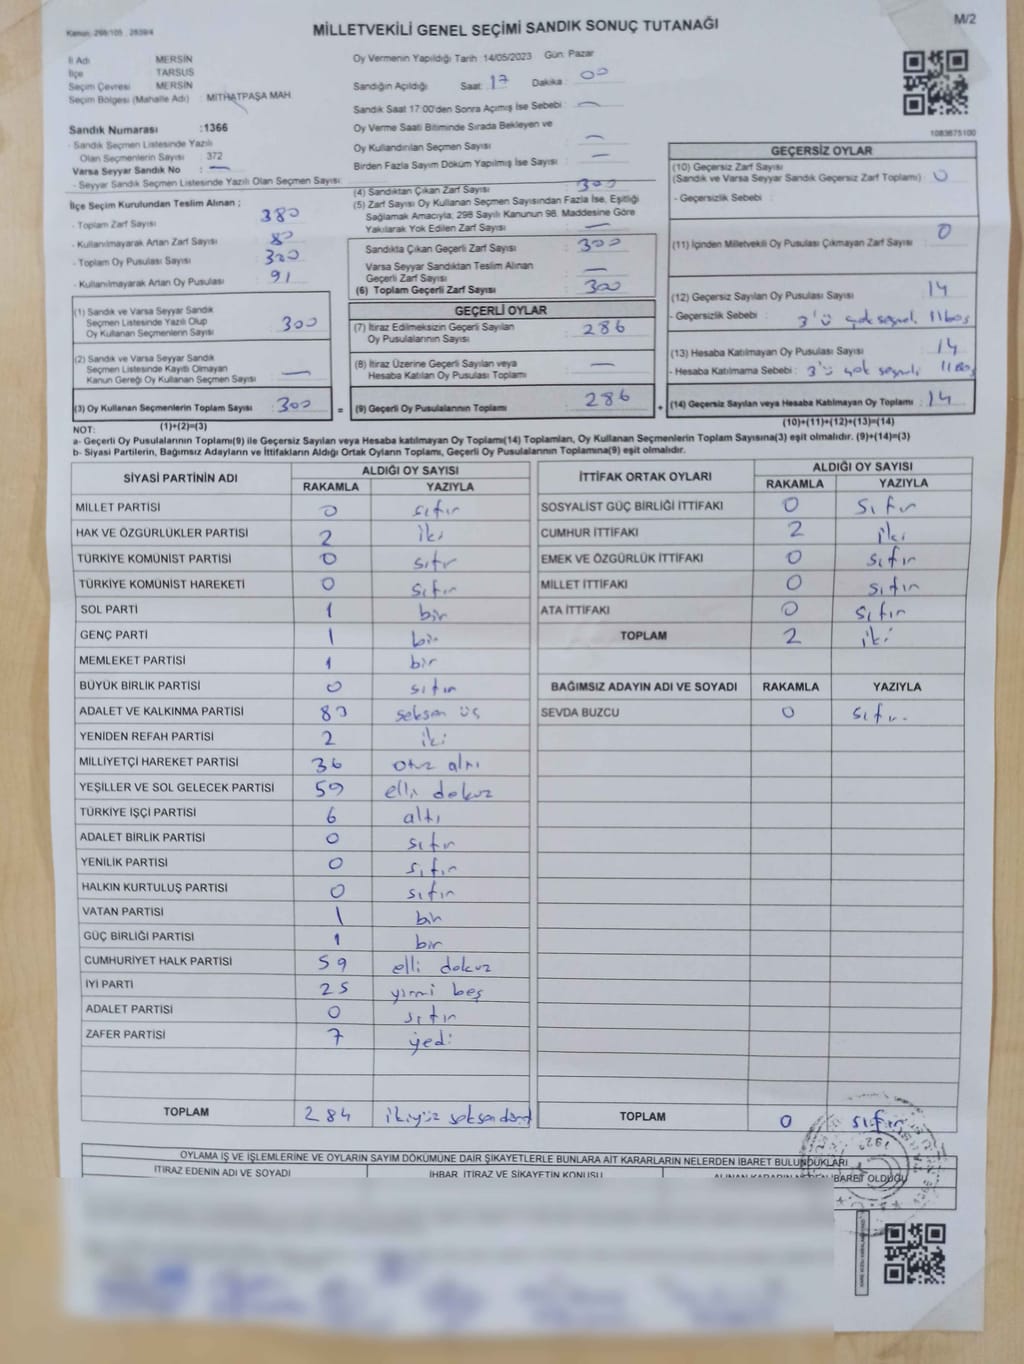 Kanun: 298/105 , 2839/4
MİLLETVEKİLİ GENEL SEÇİMİ SANDIK SONUÇ TUTANAĞI
M/2
İl Adı MERSİN
İlçe TARSUS
Seçim Çevresi MERSİN
Seçim Bölgesi (Mahalle Adı) : MİTHATPAŞA MAH.
Oy Vermenin Yapıldığı Tarih :14/05/2023 Gün: Pazar
Sandığın Açıldığı Saat : 17 Dakika : 00
Sandık Saat 17:00'den Sonra Açımış İse Sebebi : —
Oy Verme Saati Bitiminde Sırada Bekleyen ve
Oy Kullandırılan Seçmen Sayısı —
Birden Fazla Sayım Döküm Yapılmış İse Sayısı : —
1083675100
Sandık Numarası :1366
- Sandık Seçmen Listesinde Yazılı
Olan Seçmenlerin Sayısı 372
Varsa Seyyar Sandık No : —
- Seyyar Sandık Seçmen Listesinde Yazılı Olan Seçmen Sayısı:
İlçe Seçim Kurulundan Teslim Alınan ;
- Toplam Zarf Sayısı : 380
- Kullanılmayarak Artan Zarf Sayısı : 80
- Toplam Oy Pusulası Sayısı :
- Kullanılmayarak Artan Oy Pusulası : 91
(1) Sandık ve Varsa Seyyar Sandık
Seçmen Listesinde Yazılı Olup
Oy Kullanan Seçmenlerin Sayısı : 300
(2) Sandık ve Varsa Seyyar Sandık
Seçmen Listesinde Kayıtlı Olmayan
Kanun Gereği Oy Kullanan Seçmen Sayısı : —
(3) Oy Kullanan Seçmenlerin Toplam Sayısı : 300
(1)+(2)=(3)
(4) Sandıktan Çıkan Zarf Sayısı : 300
(5) Zarf Sayısı Oy Kullanan Seçmen Sayısından Fazla İse, Eşitliği
Sağlamak Amacıyla, 298 Sayılı Kanunun 98. Maddesine Göre
Yakılarak Yok Edilen Zarf Sayısı : —
Sandıkta Çıkan Geçerli Zarf Sayısı : 300
Varsa Seyyar Sandıktan Teslim Alınan
Geçerli Zarf Sayısı : —
(6) Toplam Geçerli Zarf Sayısı : 300
GEÇERLİ OYLAR
(7) İtiraz Edilmeksizin Geçerli Sayılan
Oy Pusulalarının Sayısı : 286
(8) İtiraz Üzerine Geçerli Sayılan veya
Hesaba Katılan Oy Pusulası Toplamı : —
= (9) Geçerli Oy Pusulalarının Toplamı : 286 +
GEÇERSİZ OYLAR
(10) Geçersiz Zarf Sayısı
(Sandık ve Varsa Seyyar Sandık Geçersiz Zarf Toplamı) : 0
- Geçersizlik Sebebi :
(11) İçinden Milletvekili Oy Pusulası Çıkmayan Zarf Sayısı : 0
(12) Geçersiz Sayılan Oy Pusulası Sayısı : 14
- Geçersizlik Sebebi : 3'ü çok 11 boş
(13) Hesaba Katılmayan Oy Pusulası Sayısı : 14
- Hesaba Katılmama Sebebi : 3'ü çok 11 Boş
(14) Geçersiz Sayılan veya Hesaba Katılmayan Oy Toplamı : 14
(10)+(11)+(12)+(13)=(14)
NOT:
a- Geçerli Oy Pusulalarının Toplamı(9) ile Geçersiz Sayılan veya Hesaba katılmayan Oy Toplamı(14) Toplamları, Oy Kullanan Seçmenlerin Toplam Sayısına(3) eşit olmalıdır. (9)+(14)=(3)
b- Siyasi Partilerin, Bağımsız Adayların ve İttifakların Aldığı Ortak Oyların Toplamı, Geçerli Oy Pusulalarının Toplamına(9) eşit olmalıdır.
SİYASİ PARTİNİN ADI ALDIĞI OY SAYISI
RAKAMLA YAZIYLA
MİLLET PARTİSİ 0 sıfır
HAK VE ÖZGÜRLÜKLER PARTİSİ 2 iki
TÜRKİYE KOMÜNİST PARTİSİ 0 sıfır
TÜRKİYE KOMÜNİST HAREKETİ 0 sıfır
SOL PARTİ 1 bir
GENÇ PARTİ 1 bir
MEMLEKET PARTİSİ 1 bir
BÜYÜK BİRLİK PARTİSİ 0 sıfır
ADALET VE KALKINMA PARTİSİ 83 seksen üç
YENİDEN REFAH PARTİSİ 2 iki
MİLLİYETÇİ HAREKET PARTİSİ 36 otuz altı
YEŞİLLER VE SOL GELECEK PARTİSİ 59 elli dokuz
TÜRKİYE İŞÇİ PARTİSİ 6 altı
ADALET BİRLİK PARTİSİ 0 sıfır
YENİLİK PARTİSİ 0 sıfır
HALKIN KURTULUŞ PARTİSİ 0 sıfır
VATAN PARTİSİ 1 bir
GÜÇ BİRLİĞİ PARTİSİ 1 bir
CUMHURİYET HALK PARTİSİ 59 elli dokuz
İYİ PARTİ 25 yirmi beş
ADALET PARTİSİ 0 sıfır
ZAFER PARTİSİ 7 yedi
TOPLAM 284 ikiyüz seksendört
İTTİFAK ORTAK OYLARI ALDIĞI OY SAYISI
RAKAMLA YAZIYLA
SOSYALİST GÜÇ BİRLİĞİ İTTİFAKI 0 sıfır
CUMHUR İTTİFAKI 2 iki
EMEK VE ÖZGÜRLÜK İTTİFAKI 0 sıfır
MİLLET İTTİFAKI 0 sıfır
ATA İTTİFAKI 0 sıfır
TOPLAM 2 iki
BAĞIMSIZ ADAYIN ADI VE SOYADI RAKAMLA YAZIYLA
SEVDA BUZCU 0 sıfır.
TOPLAM 0 sıfır
OYLAMA İŞ VE İŞLEMLERİNE VE OYLARIN SAYIM DÖKÜMÜNE DAİR ŞİKAYETLERLE BUNLARA AİT KARARLARIN NELERDEN İBARET BULUNDUKLARI
İTİRAZ EDENİN ADI VE SOYADI İHBAR, İTİRAZ VE ŞİKAYETİN KONUSU